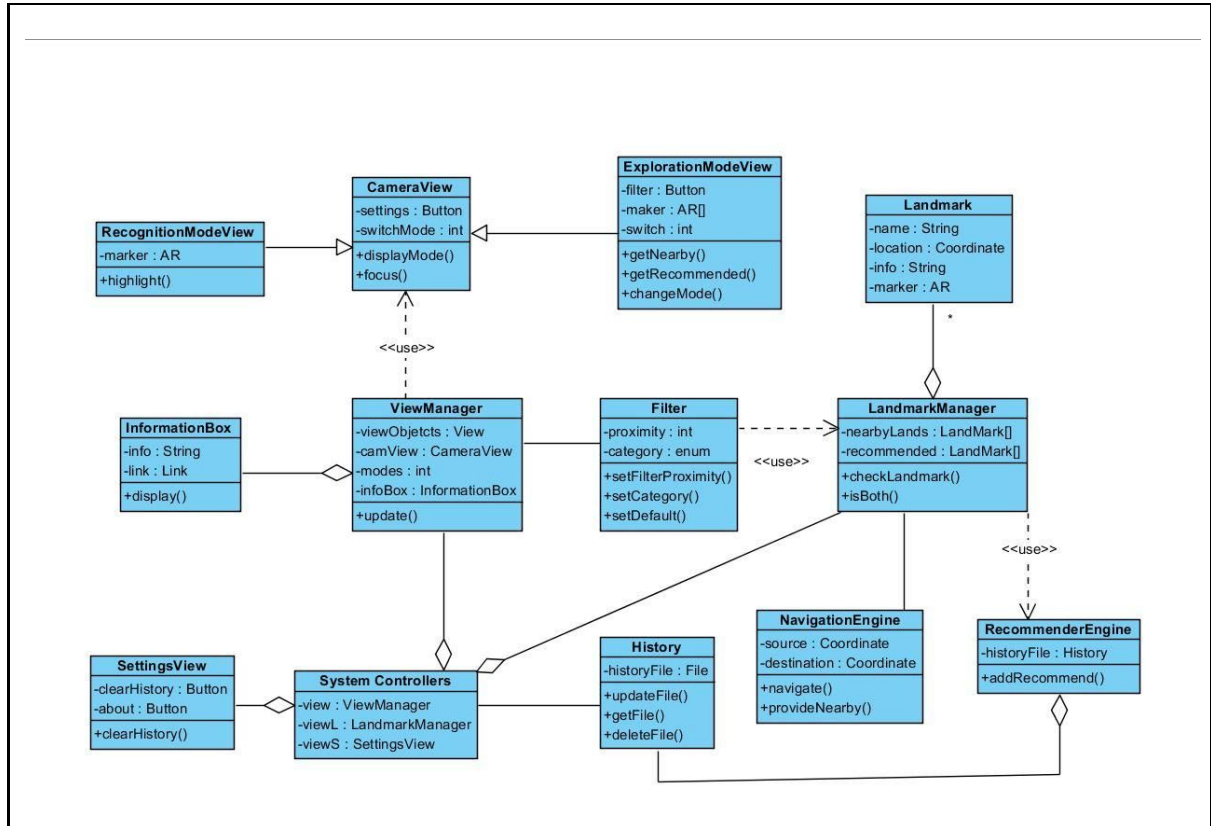 CameraView
-settings : Button
-switchMode : int
+displayMode()
+focus()
ExplorationModeView
-filter : Button
-maker : AR[]
-switch : int
+getNearby()
+getRecommended()
+changeMode()
Landmark
-name : String
-location : Coordinate
-info : String
-marker : AR
RecognitionModeView
-marker : AR
+highlight()
*
<<use>>
ViewManager
-viewObjetcts : View
-camView : CameraView
-modes : int
-infoBox : InformationBox
+update()
Filter
-proximity : int
-category : enum
+setFilterProximity()
+setCategory()
+setDefault()
<<use>>
LandmarkManager
-nearbyLands : LandMark[]
-recommended : LandMark[]
+checkLandmark()
+isBoth()
InformationBox
-info : String
-link : Link
+display()
<<use>>
NavigationEngine
-source : Coordinate
-destination : Coordinate
+navigate()
+provideNearby()
RecommenderEngine
-historyFile : History
+addRecommend()
History
-historyFile : File
+updateFile()
+getFile()
+deleteFile()
SettingsView
-clearHistory : Button
-about : Button
+clearHistory()
System Controllers
-view : ViewManager
-viewL : LandmarkManager
-viewS : SettingsView